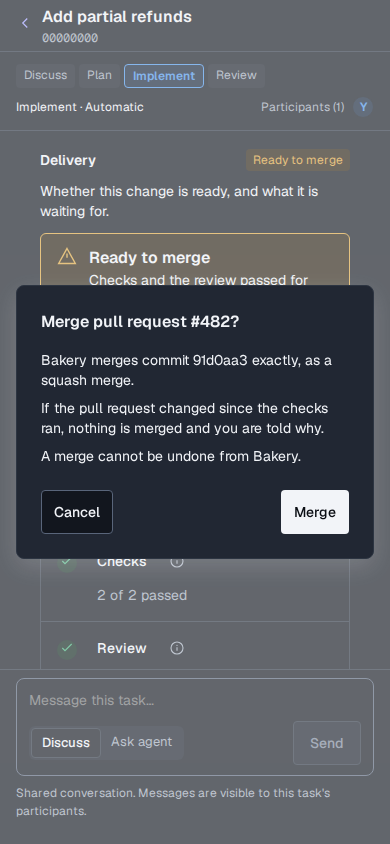 Add partial refunds
00000000
Discuss Plan Implement Review
Implement · Automatic Participants (1) Y
Delivery Ready to merge
Whether this change is ready, and what it is
waiting for.
Ready to merge
Checks and the review passed for
Merge pull request #482?
Bakery merges commit 91d0aa3 exactly, as a
squash merge.
If the pull request changed since the checks
ran, nothing is merged and you are told why.
A merge cannot be undone from Bakery.
Cancel Merge
Checks
2 of 2 passed
Review
Message this task...
Discuss Ask agent Send
Shared conversation. Messages are visible to this task's
participants.